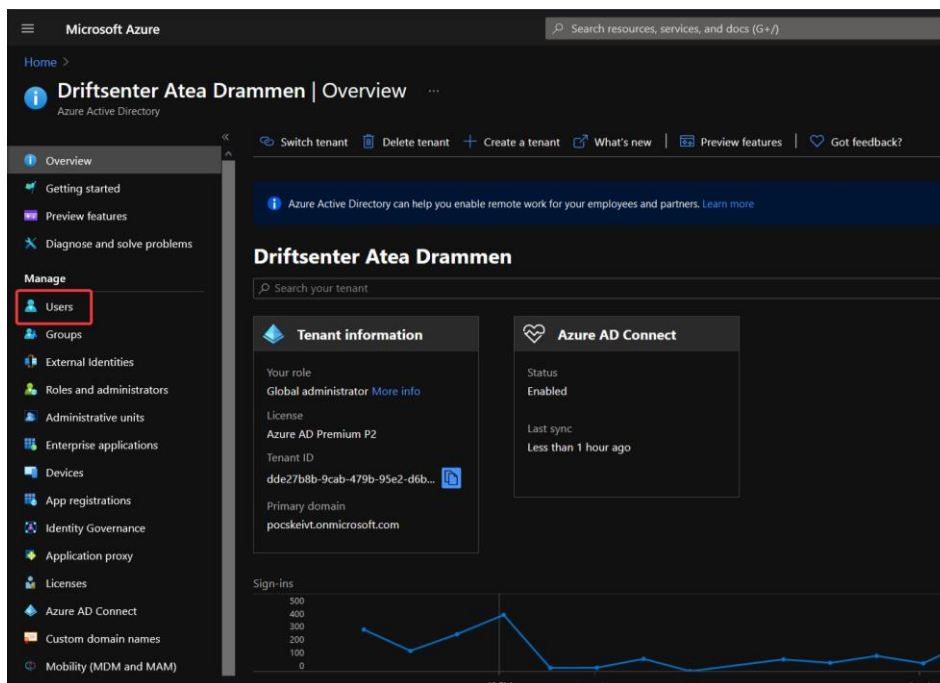 Microsoft Azure
Search resources, services, and docs (G+/)
Home >
Driftsenter Atea Drammen | Overview ...
Azure Active Directory
Switch tenant Delete tenant Create a tenant What's new Preview features Got feedback?
Overview
Getting started
Preview features
Diagnose and solve problems
Manage
Users
Groups
External Identities
Roles and administrators
Administrative units
Enterprise applications
Devices
App registrations
Identity Governance
Application proxy
Licenses
Azure AD Connect
Custom domain names
Mobility (MDM and MAM)
Azure Active Directory can help you enable remote work for your employees and partners. Learn more
Driftsenter Atea Drammen
Search your tenant
Tenant information
Your role
Global administrator More info
License
Azure AD Premium P2
Tenant ID
dde27b8b-9cab-479b-95e2-d6b...
Primary domain
pocskeivt.onmicrosoft.com
Azure AD Connect
Status
Enabled
Last sync
Less than 1 hour ago
Sign-ins
500
400
300
200
100
0